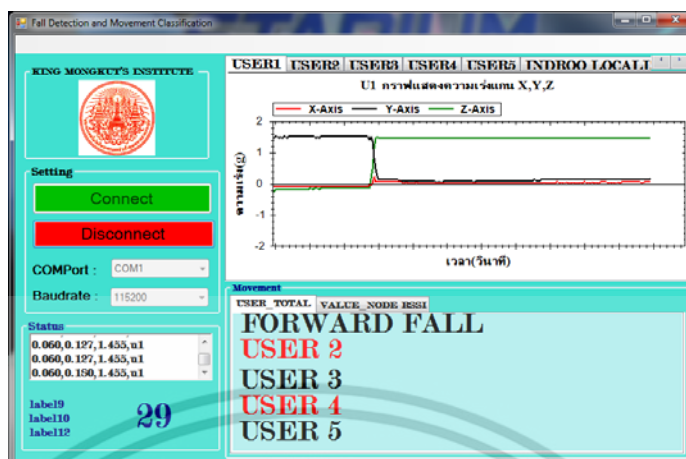 Fall Detection and Movement Classification
KING MONGKUT'S INSTITUTE
Setting
Connect
Disconnect
COMPort : COM1
Baudrate : 115200
Status
0.060,0.127,1.455,u1
0.060,0.127,1.455,u1
0.060,0.180,1.455,u1
label9
label10
label12
29
USER1 USER2 USER3 USER4 USER5 INDROO LOCALI
U1 กราฟแสดงความเร่งแกน X,Y,Z
X-Axis Y-Axis Z-Axis
ความเร่ง(g)
2
1
0
-1
-2
เวลา(วินาที)
Movement
USER_TOTAL VALUE_NODE RSSI
FORWARD FALL
USER 2
USER 3
USER 4
USER 5